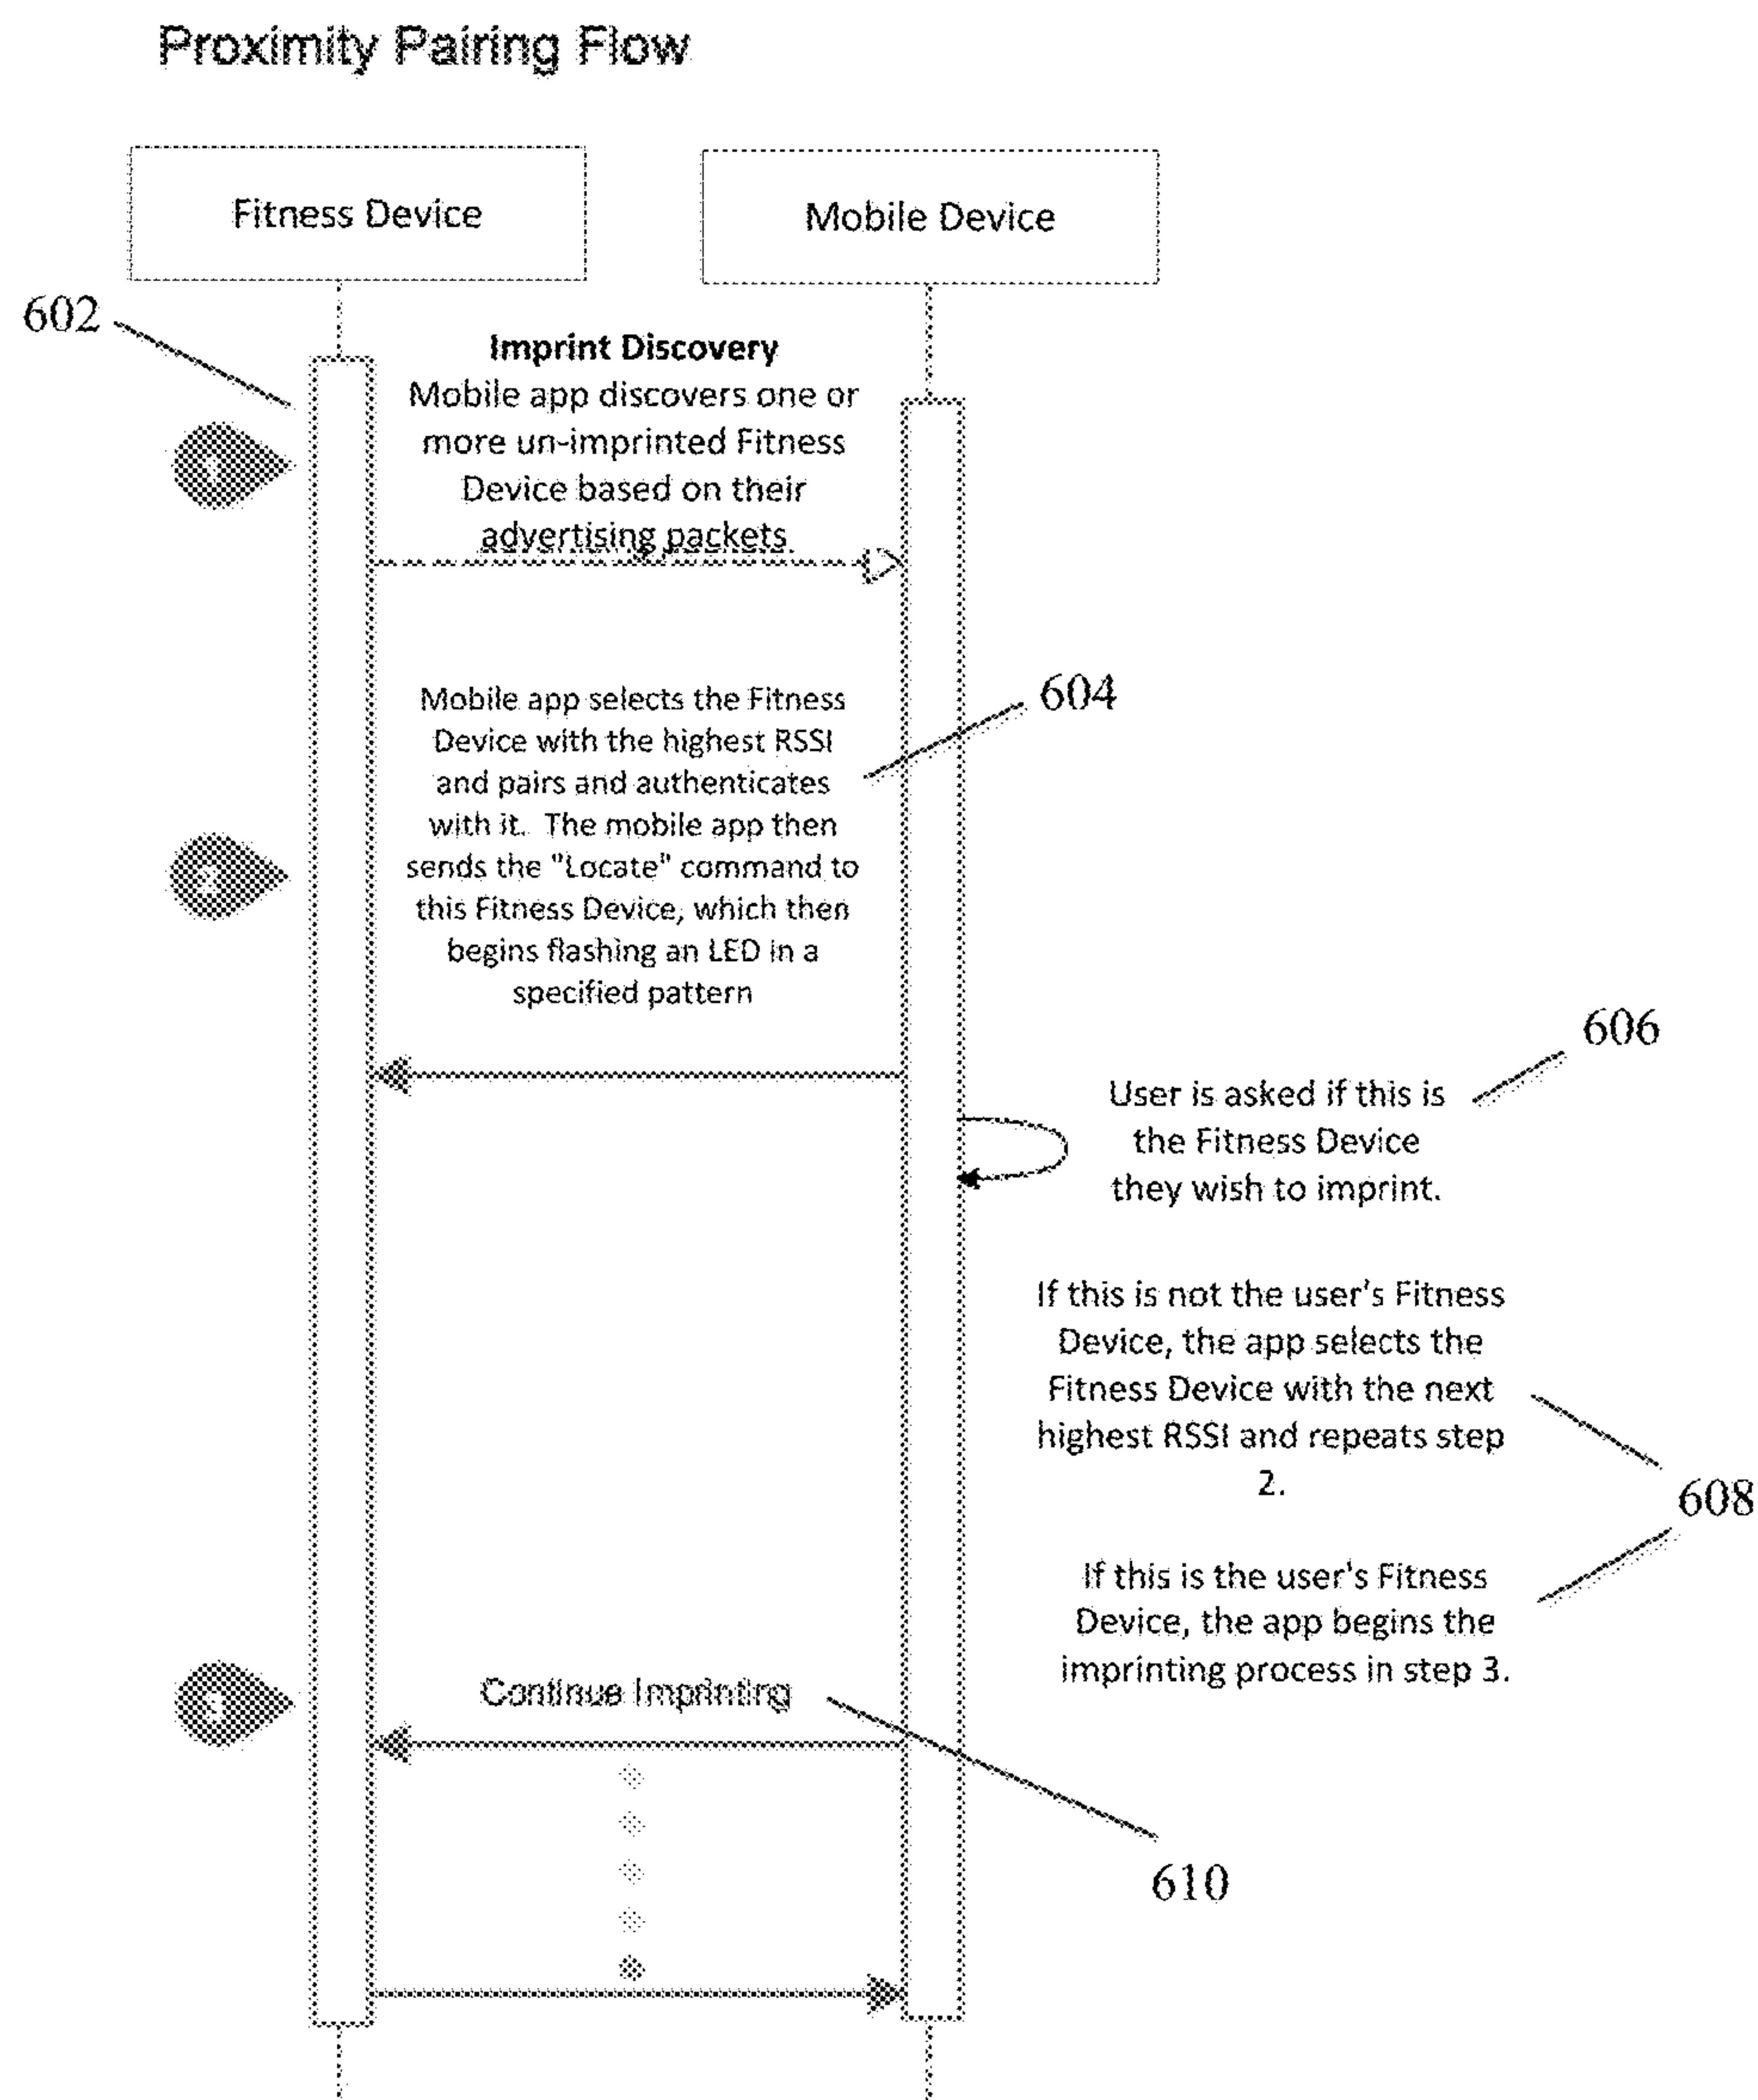 Proximity Pairing Flow
Fitness Device
Mobile Device
602
Imprint Discovery
Mobile app discovers one or
more un-imprinted Fitness
Device based on their
advertising packets.
1
604
Mobile app selects the Fitness
Device with the highest RSSI
and pairs and authenticates
with it. The mobile app then
sends the "Locate" command to
this Fitness Device, which then
begins flashing an LED in a
specified pattern
2
606
User is asked if this is
the Fitness Device
they wish to imprint.
If this is not the user's Fitness
Device, the app selects the
Fitness Device with the next
highest RSSI and repeats step
2.
608
If this is the user's Fitness
Device, the app begins the
imprinting process in step 3.
3
Continue Imprinting
610